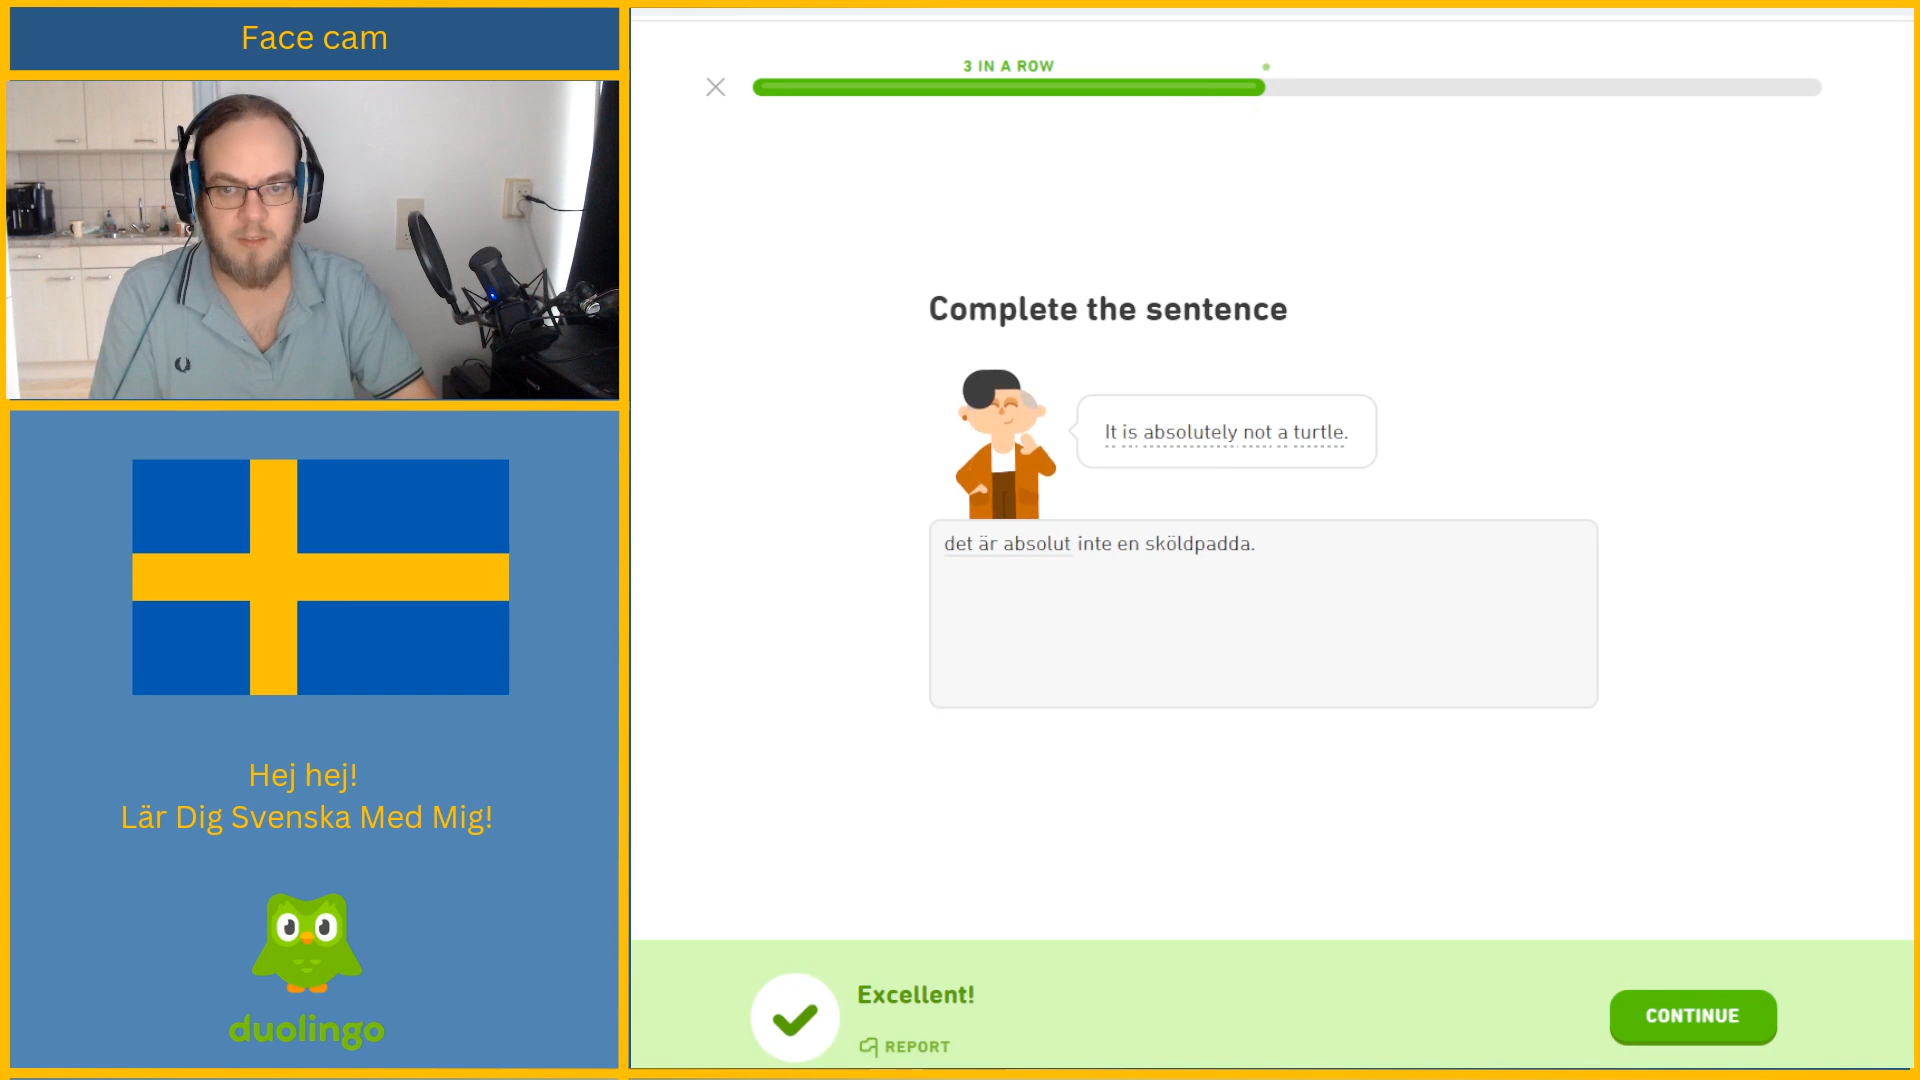 Face cam
3 IN A ROW
Complete the sentence
It is absolutely not a turtle.
det är absolut inte en sköldpadda.
Hej hej!
Lär Dig Svenska Med Mig!
duolingo
Excellent!
REPORT
CONTINUE